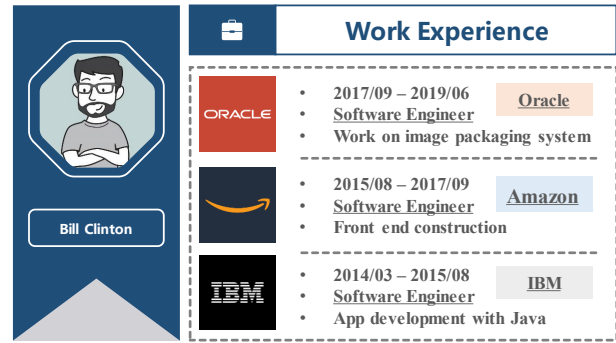 Work Experience
Bill Clinton
ORACLE
• 2017/09 – 2019/06
• Software Engineer
• Work on image packaging system
Oracle
• 2015/08 – 2017/09
• Software Engineer
• Front end construction
Amazon
IBM
• 2014/03 – 2015/08
• Software Engineer
• App development with Java
IBM